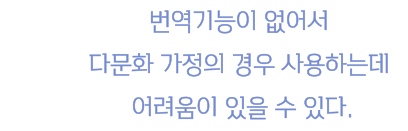 번역기능이 없어서
다문화 가정의 경우 사용하는데
어려움이 있을 수 있다.